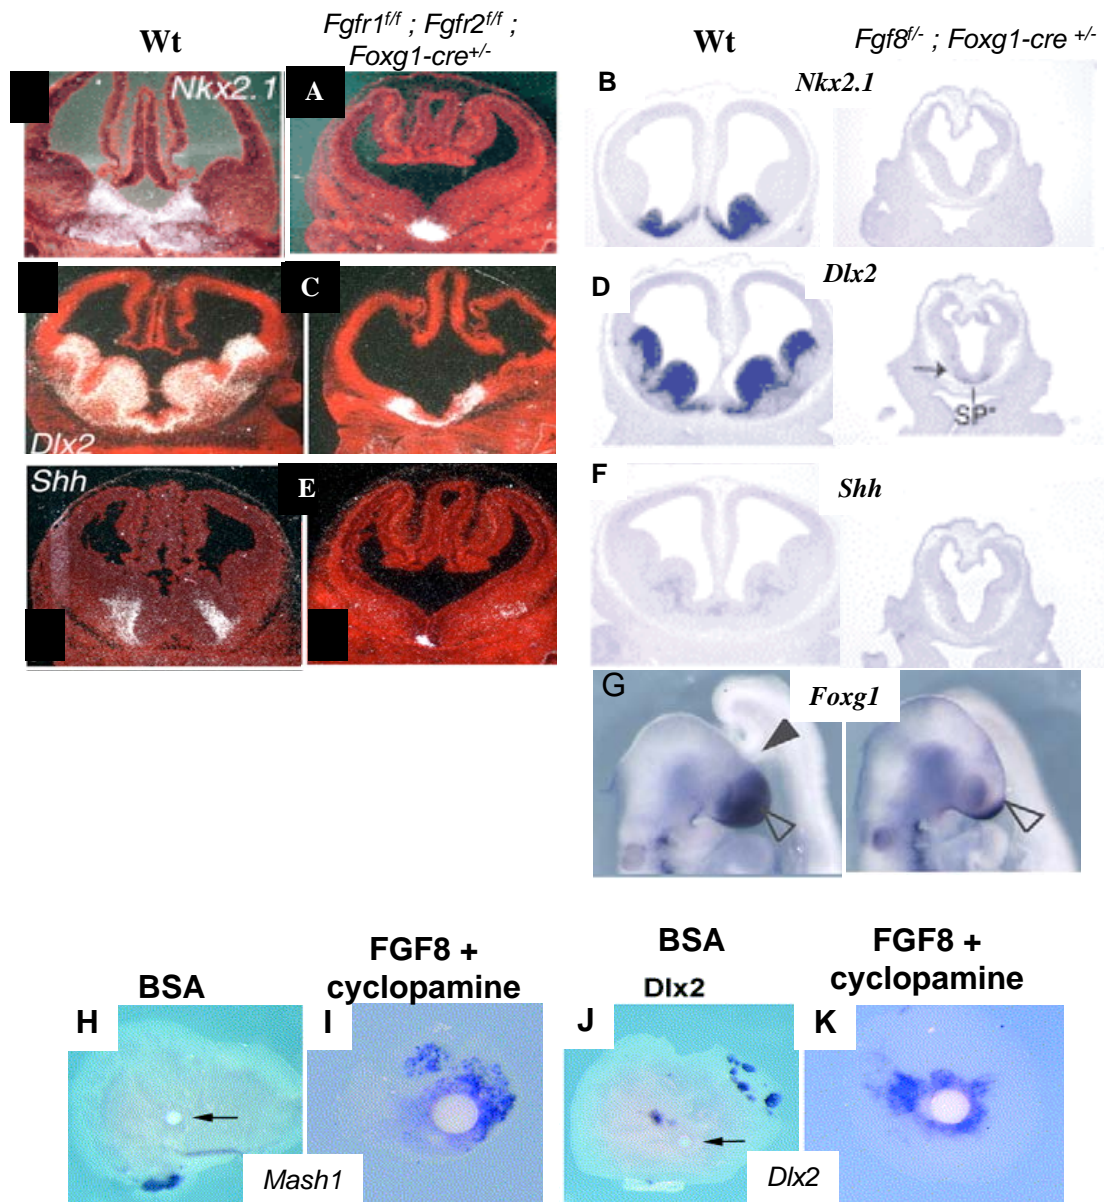 Wt
Fgfr1f/f ; Fgfr2f/f ;
Foxg1-cre+/-
Wt
Fgf8f/- ; Foxg1-cre +/-
Nkx2.1
A
B
Nkx2.1
Dlx2
C
D
Dlx2
SP*
Shh
E
F
Shh
G
Foxg1
BSA
FGF8 +
cyclopamine
BSA
Dlx2
FGF8 +
cyclopamine
H
I
J
K
Mash1
Dlx2